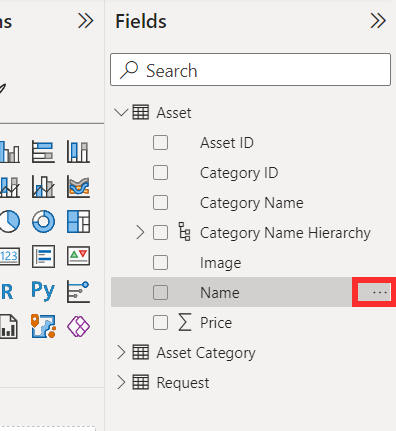 ns
Fields
Search
Asset
Asset ID
Category ID
Category Name
Category Name Hierarchy
Image
Name
Price
Asset Category
Request
123
R
Py